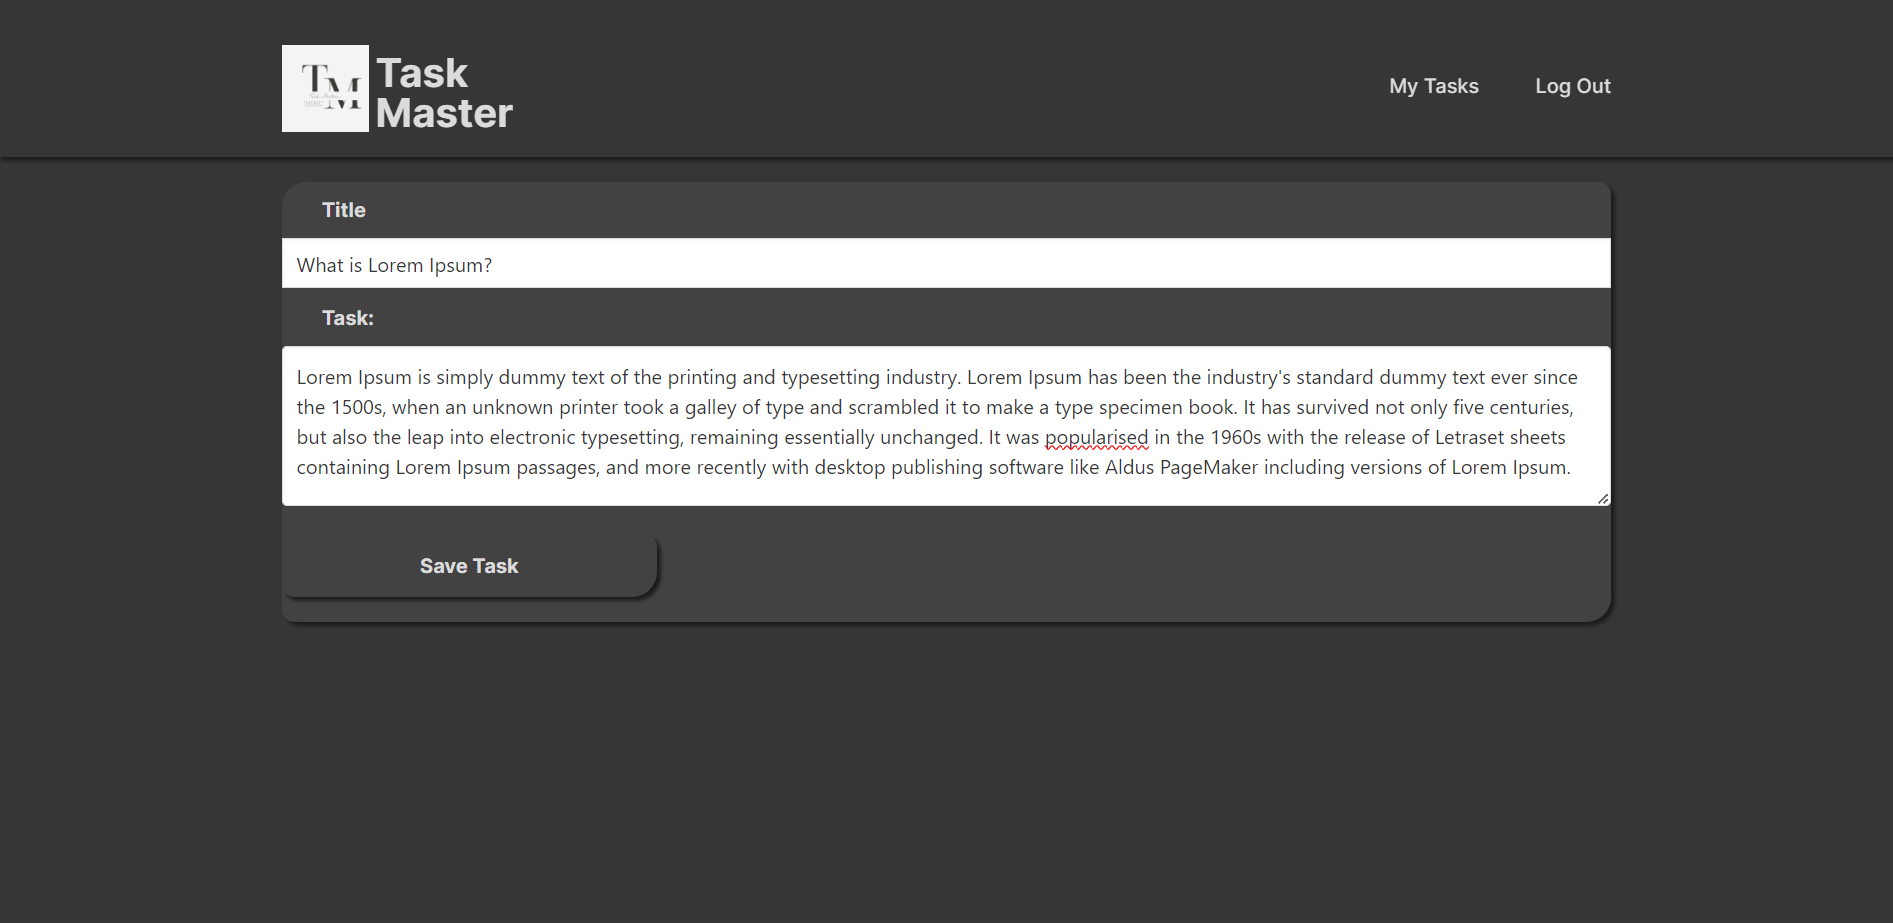 TM
Task
Master
My Tasks
Log Out
Title
What is Lorem Ipsum?
Task:
Lorem Ipsum is simply dummy text of the printing and typesetting industry. Lorem Ipsum has been the industry's standard dummy text ever since
the 1500s, when an unknown printer took a galley of type and scrambled it to make a type specimen book. It has survived not only five centuries,
but also the leap into electronic typesetting, remaining essentially unchanged. It was popularised in the 1960s with the release of Letraset sheets
containing Lorem Ipsum passages, and more recently with desktop publishing software like Aldus PageMaker including versions of Lorem Ipsum.
Save Task